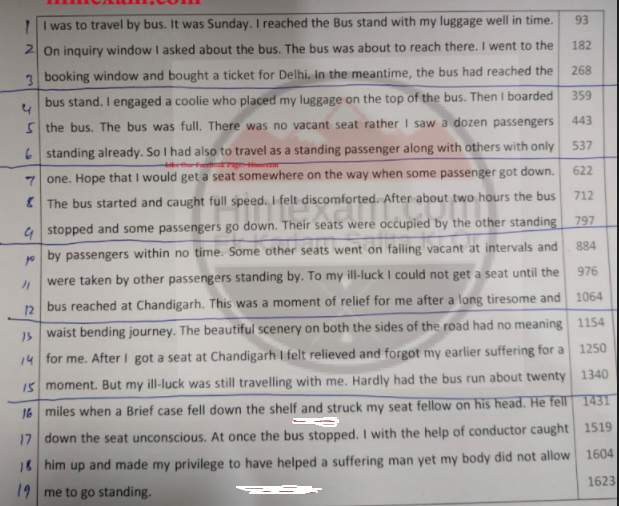 1 I was to travel by bus. It was Sunday. I reached the Bus stand with my luggage well in time. 93
2 On inquiry window I asked about the bus. The bus was about to reach there. I went to the 182
3 booking window and bought a ticket for Delhi. In the meantime, the bus had reached the 268
4 bus stand. I engaged a coolie who placed my luggage on the top of the bus. Then I boarded 359
5 the bus. The bus was full. There was no vacant seat rather I saw a dozen passengers 443
6 standing already. So I had also to travel as a standing passenger along with others with only 537
7 one. Hope that I would get a seat somewhere on the way when some passenger got down. 622
8 The bus started and caught full speed. I felt discomforted. After about two hours the bus 712
9 stopped and some passengers go down. Their seats were occupied by the other standing 797
10 by passengers within no time. Some other seats went on failing vacant at intervals and 884
11 were taken by other passengers standing by. To my ill-luck I could not get a seat until the 976
12 bus reached at Chandigarh. This was a moment of relief for me after a long tiresome and 1064
13 waist bending journey. The beautiful scenery on both the sides of the road had no meaning 1154
14 for me. After I got a seat at Chandigarh I felt relieved and forgot my earlier suffering for a 1250
15 moment. But my ill-luck was still travelling with me. Hardly had the bus run about twenty 1340
16 miles when a Brief case fell down the shelf and struck my seat fellow on his head. He fell 1431
17 down the seat unconscious. At once the bus stopped. I with the help of conductor caught 1519
18 him up and made my privilege to have helped a suffering man yet my body did not allow 1604
19 me to go standing. 1623